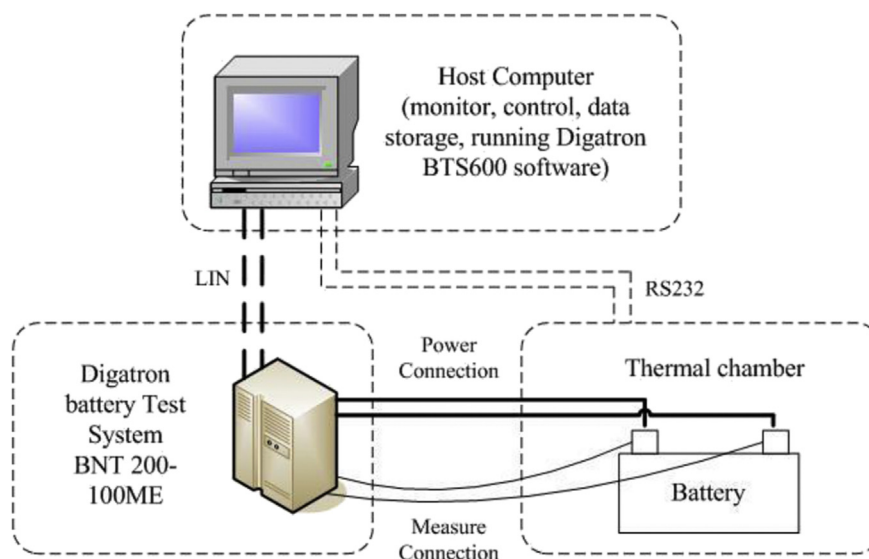 Host Computer
(monitor, control, data
storage, running Digatron
BTS600 software)
LIN
RS232
Digatron
battery Test
System
BNT 200-
100ME
Power
Connection
Thermal chamber
Battery
Measure
Connection